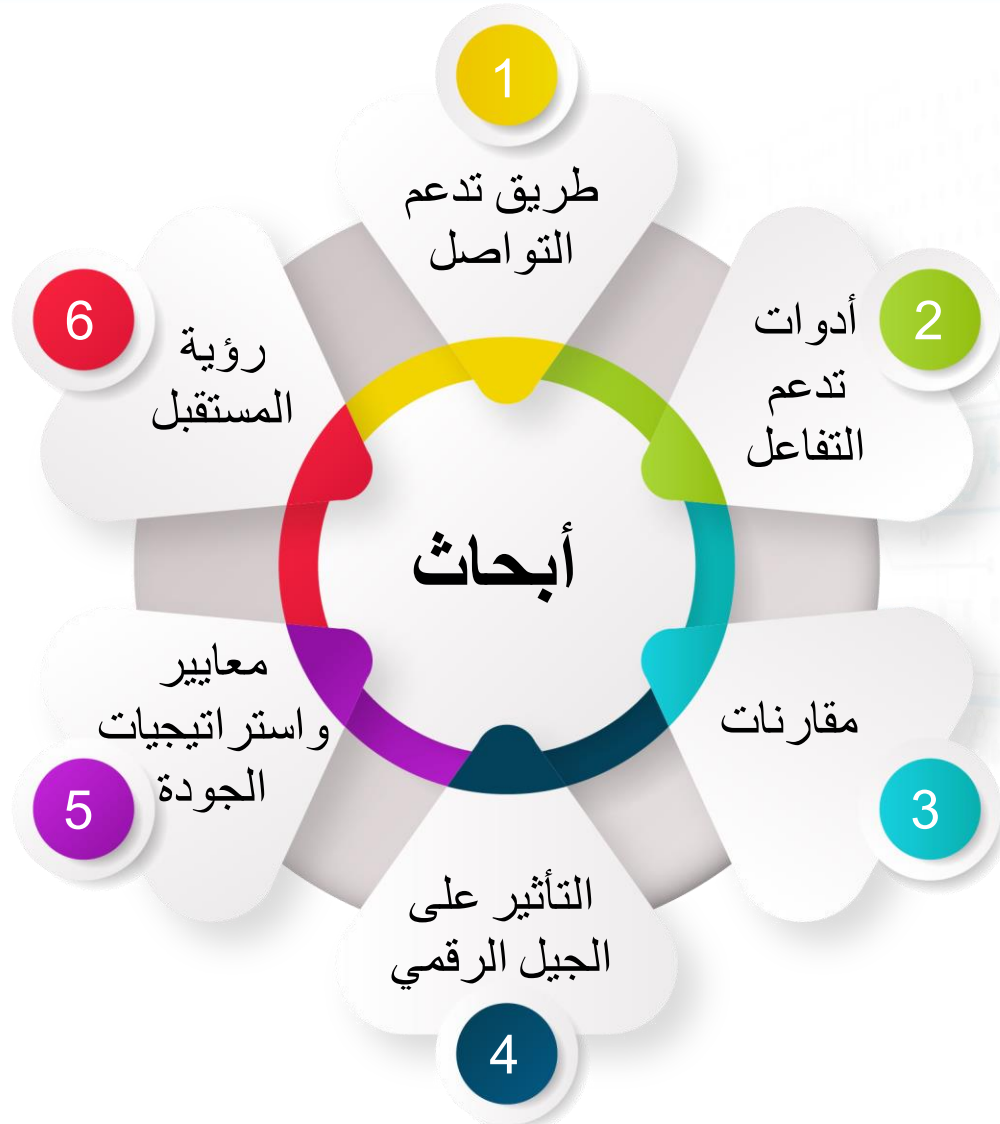 أبحاث
1
طريق تدعم
التواصل
2
أدوات
تدعم
التفاعل
3
مقارنات
4
التأثير على
الجيل الرقمي
5
معايير
واستراتيجيات
الجودة
6
رؤية
المستقبل